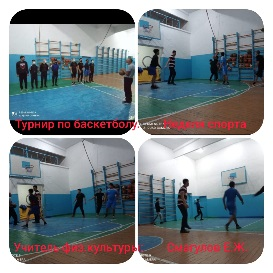 Турнир по баскетболу.
Неделя спорта
Учитель физ культуры:
Смагулов Е.Ж